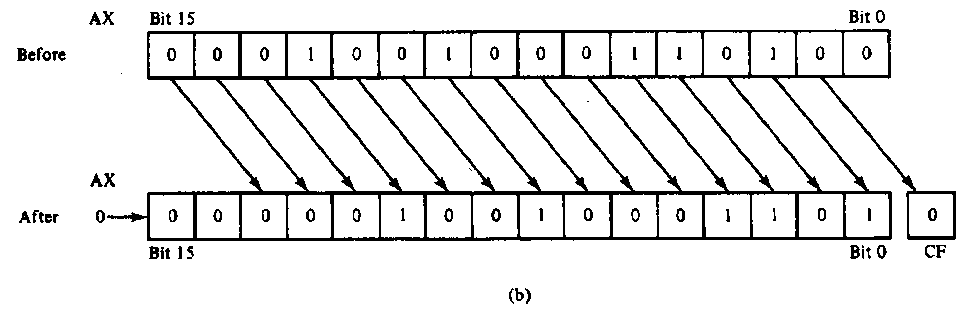 AX Bit 15 Bit 0
Before 0 0 0 1 0 0 1 0 0 0 1 1 0 1 0 0
AX
After 0 0 0 0 0 0 1 0 0 1 0 0 0 1 1 0 1 0
Bit 15 Bit 0 CF
(b)